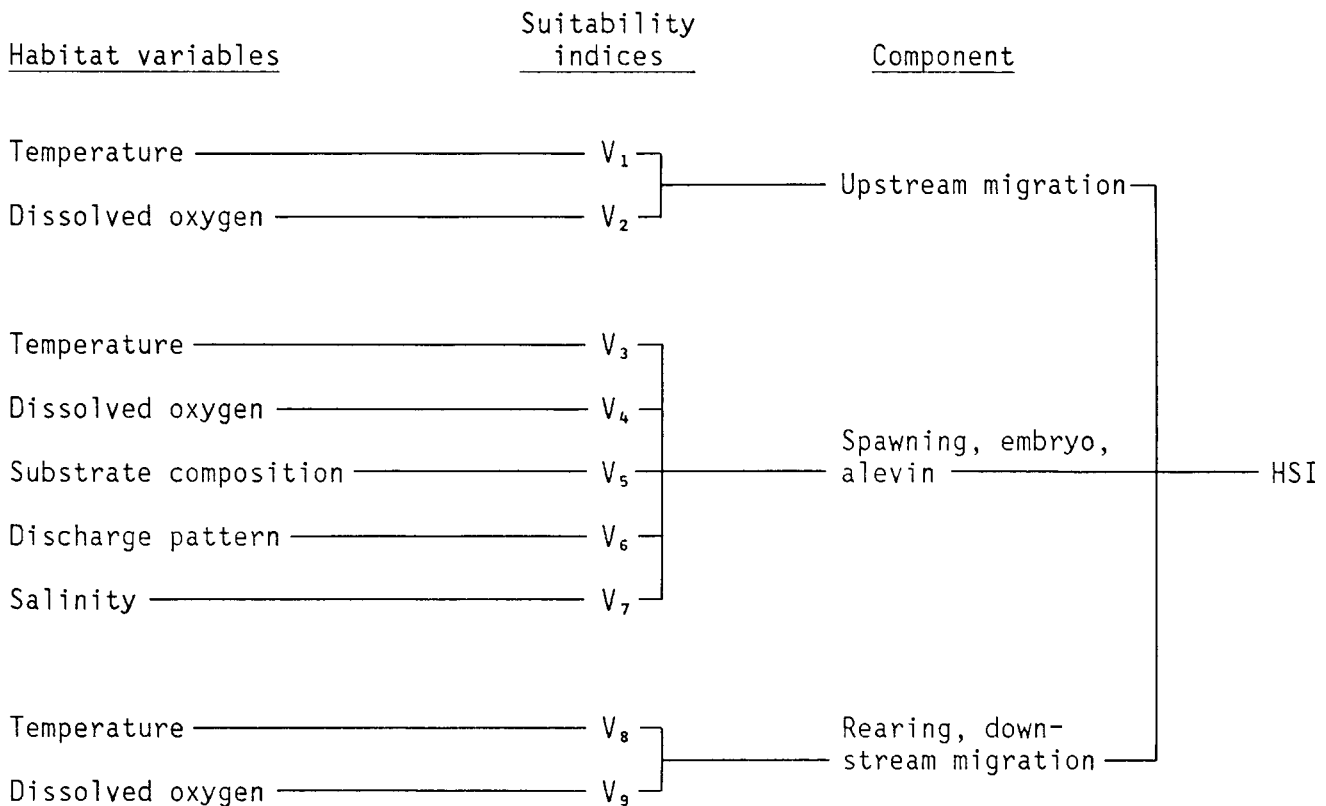 Habitat variables
Suitability
indices
Component
Temperature V₁
Dissolved oxygen V₂
Upstream migration
Temperature V₃
Dissolved oxygen V₄
Substrate composition V₅
Discharge pattern V₆
Salinity V₇
Spawning, embryo,
alevin
HSI
Temperature V₈
Dissolved oxygen V₉
Rearing, down-
stream migration